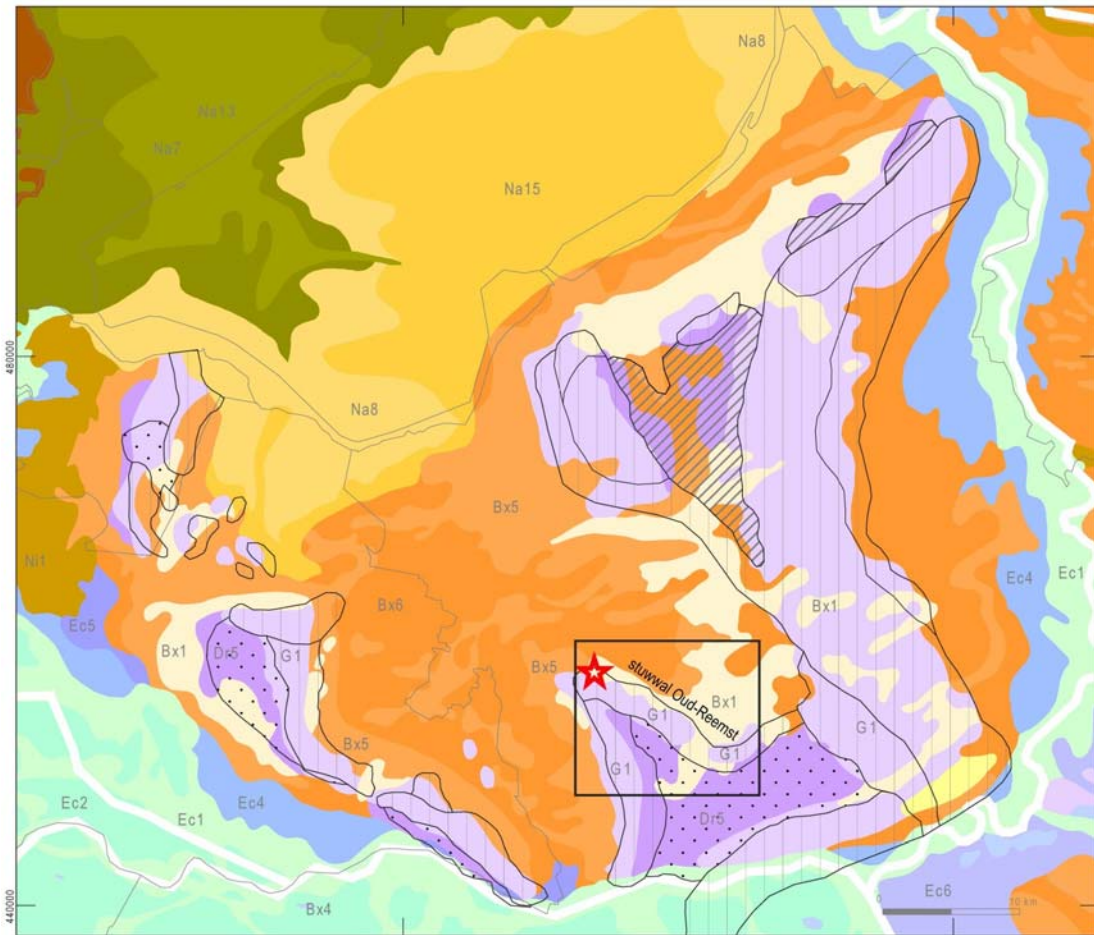 Na8
Na13
Na7
Na15
480000
Na8
Bx5
Ni1
Ec4
Ec1
Bx6
Ec5
Bx1
Bx1
Dr5
G1
Bx5
stuwwal Oud-Reemst
Bx1
G1
Bx5
G1
G1
Ec2
Ec4
Dr5
Ec1
Ec6
0
10 km
440000
Bx4